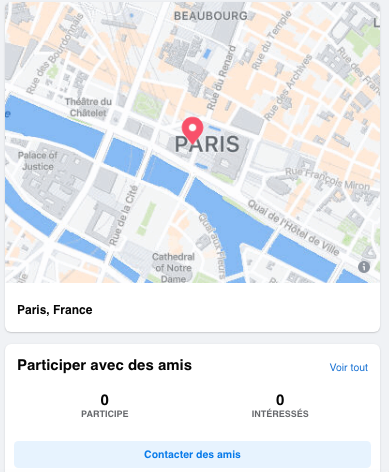 BEAUBOURG
Rue des Bourdonnais
Rue du Renard
Rue du Temple
Rue des Archives
Théâtre du
Châtelet
PARIS
Palace of
Justice
Rue François Miron
Rue de la Cité
Quai aux Fleurs
Quai de l'Hôtel de Ville
Cathedral
of Notre
Dame
i
Paris, France
Participer avec des amis
Voir tout
0
PARTICIPE
0
INTÉRESSÉS
Contacter des amis